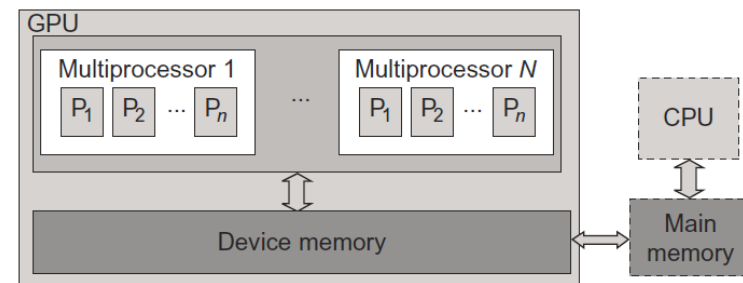 GPU
Multiprocessor 1
P1 P2 ... Pn
...
Multiprocessor N
P1 P2 ... Pn
CPU
Device memory
Main
memory